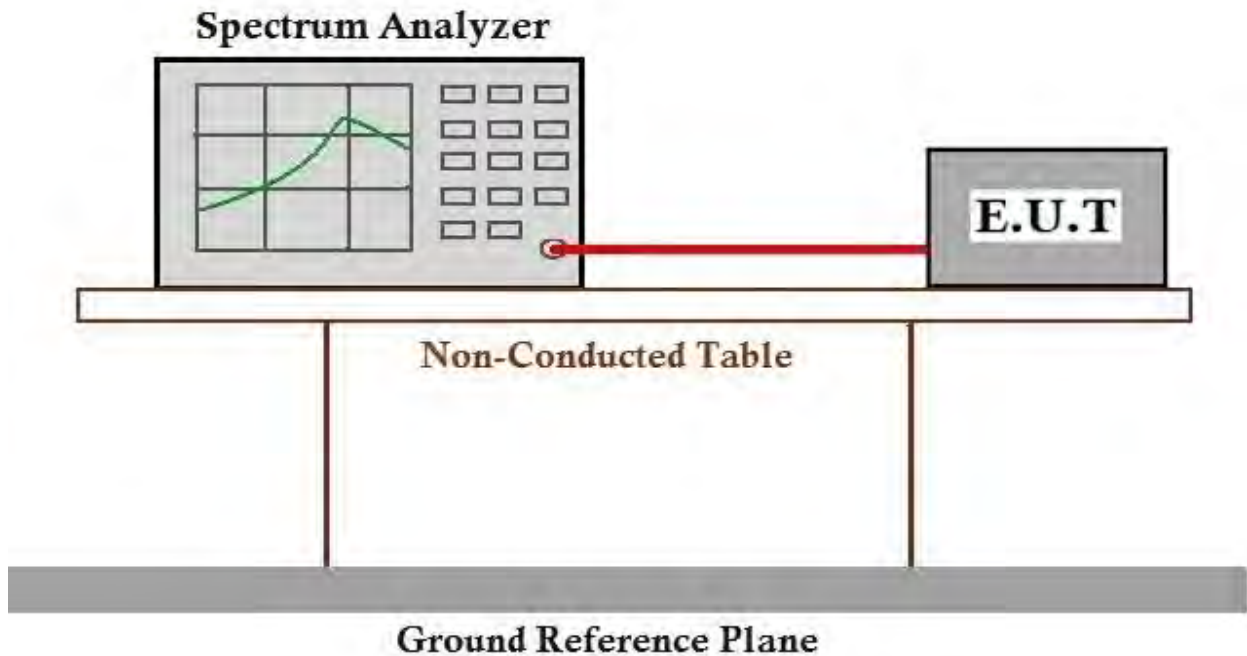 Spectrum Analyzer
E.U.T
Non-Conducted Table
Ground Reference Plane